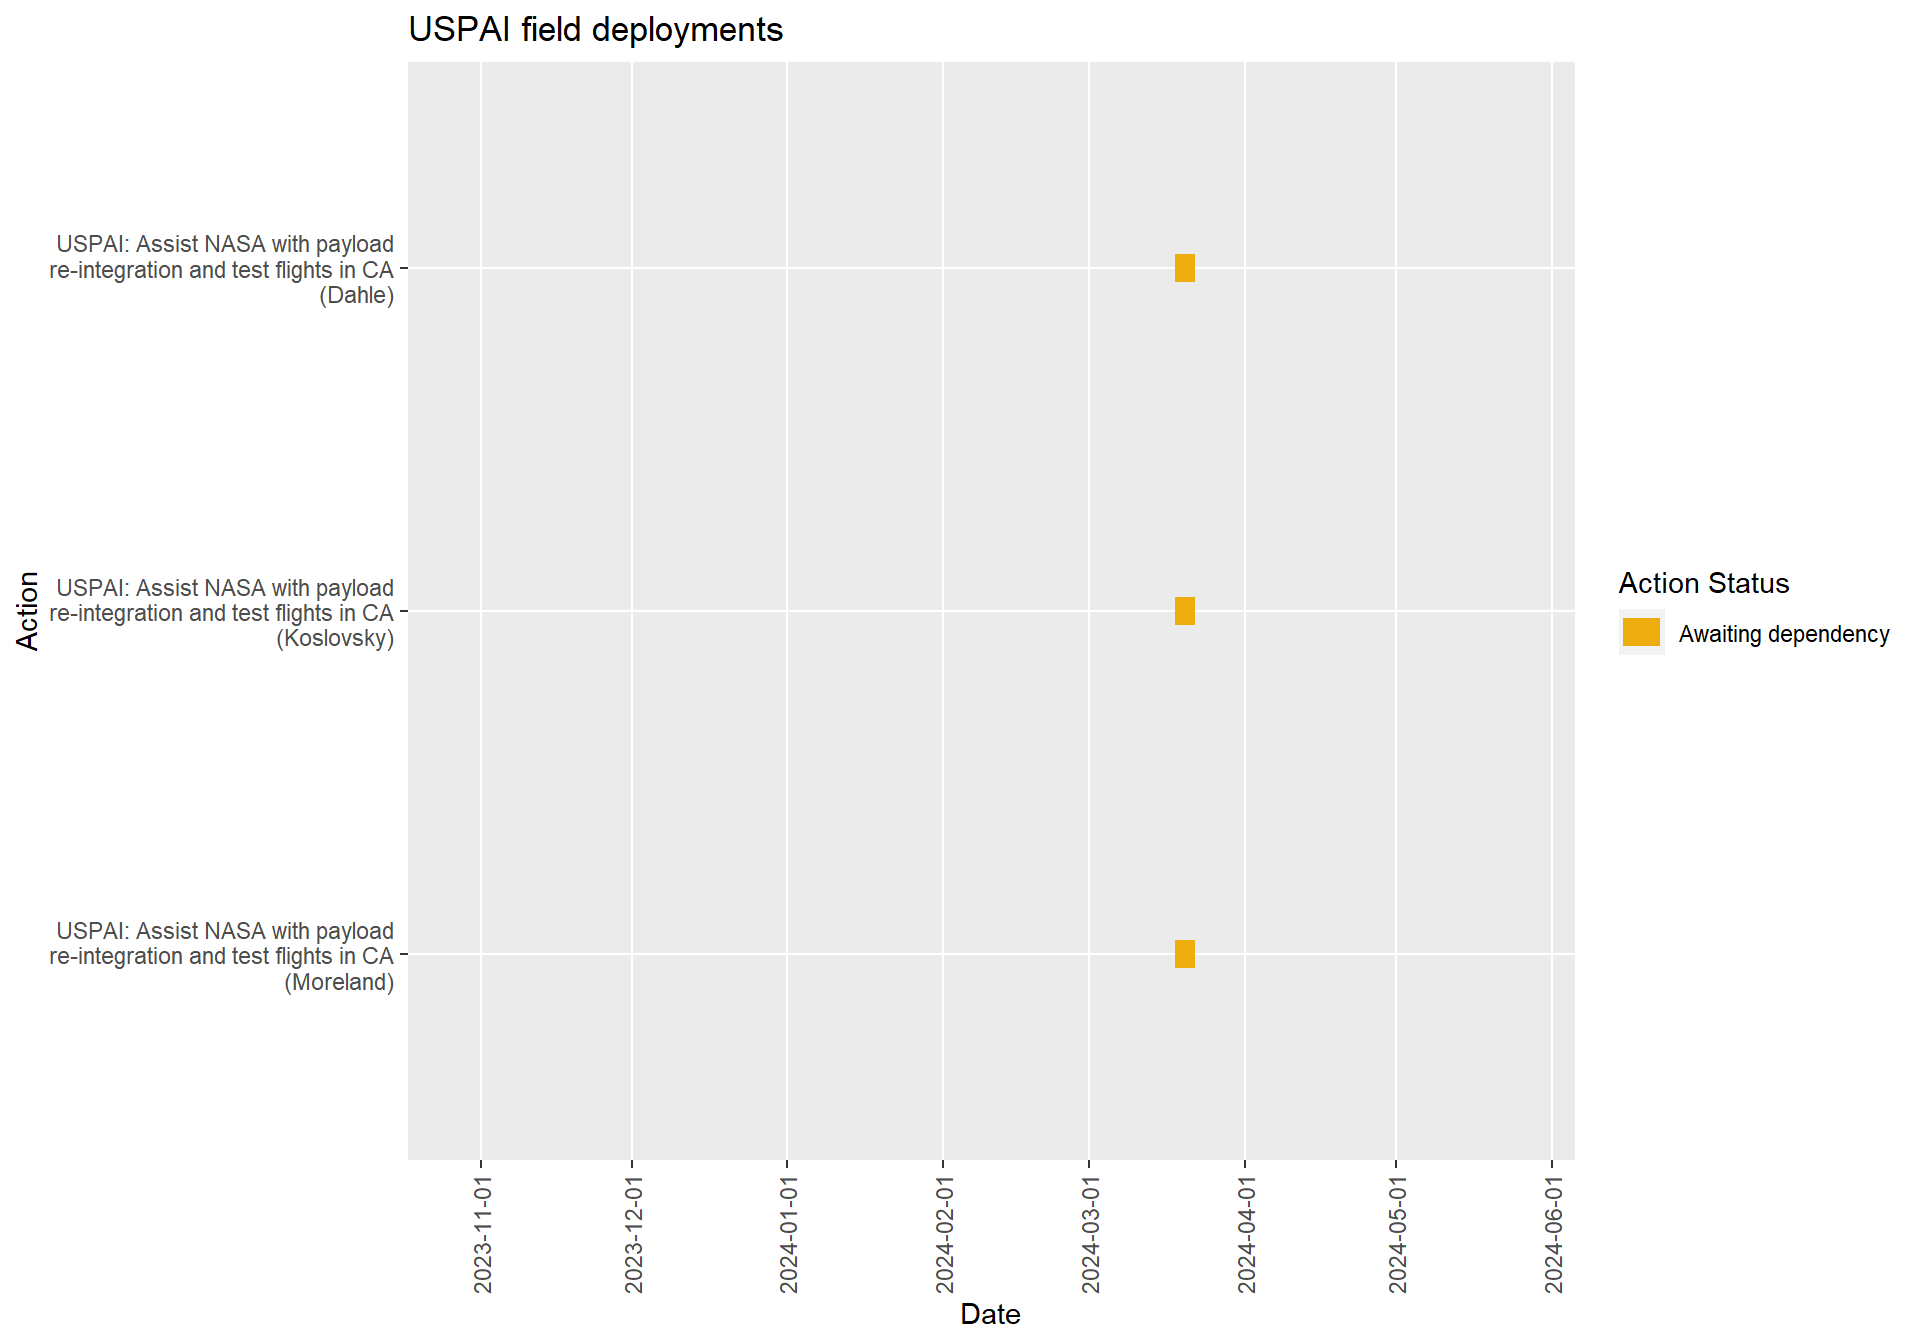 USPAI field deployments
USPAI: Assist NASA with payload
re-integration and test flights in CA
(Dahle)
USPAI: Assist NASA with payload
re-integration and test flights in CA
(Koslovsky)
USPAI: Assist NASA with payload
re-integration and test flights in CA
(Moreland)
Action
2023-11-01
2023-12-01
2024-01-01
2024-02-01
2024-03-01
2024-04-01
2024-05-01
2024-06-01
Date
Action Status
Awaiting dependency